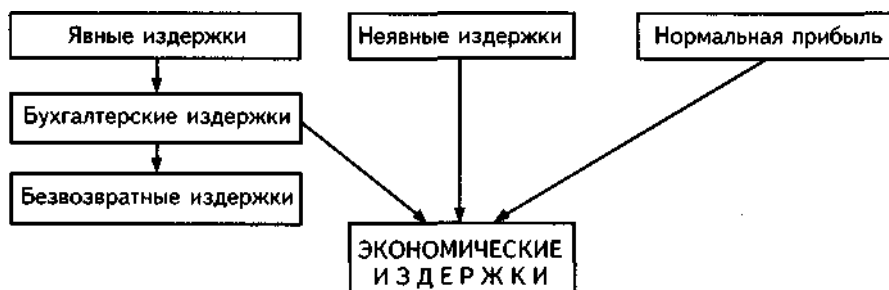 Явные издержки
Неявные издержки
Нормальная прибыль
Бухгалтерские издержки
Безвозвратные издержки
ЭКОНОМИЧЕСКИЕ
ИЗДЕРЖКИ